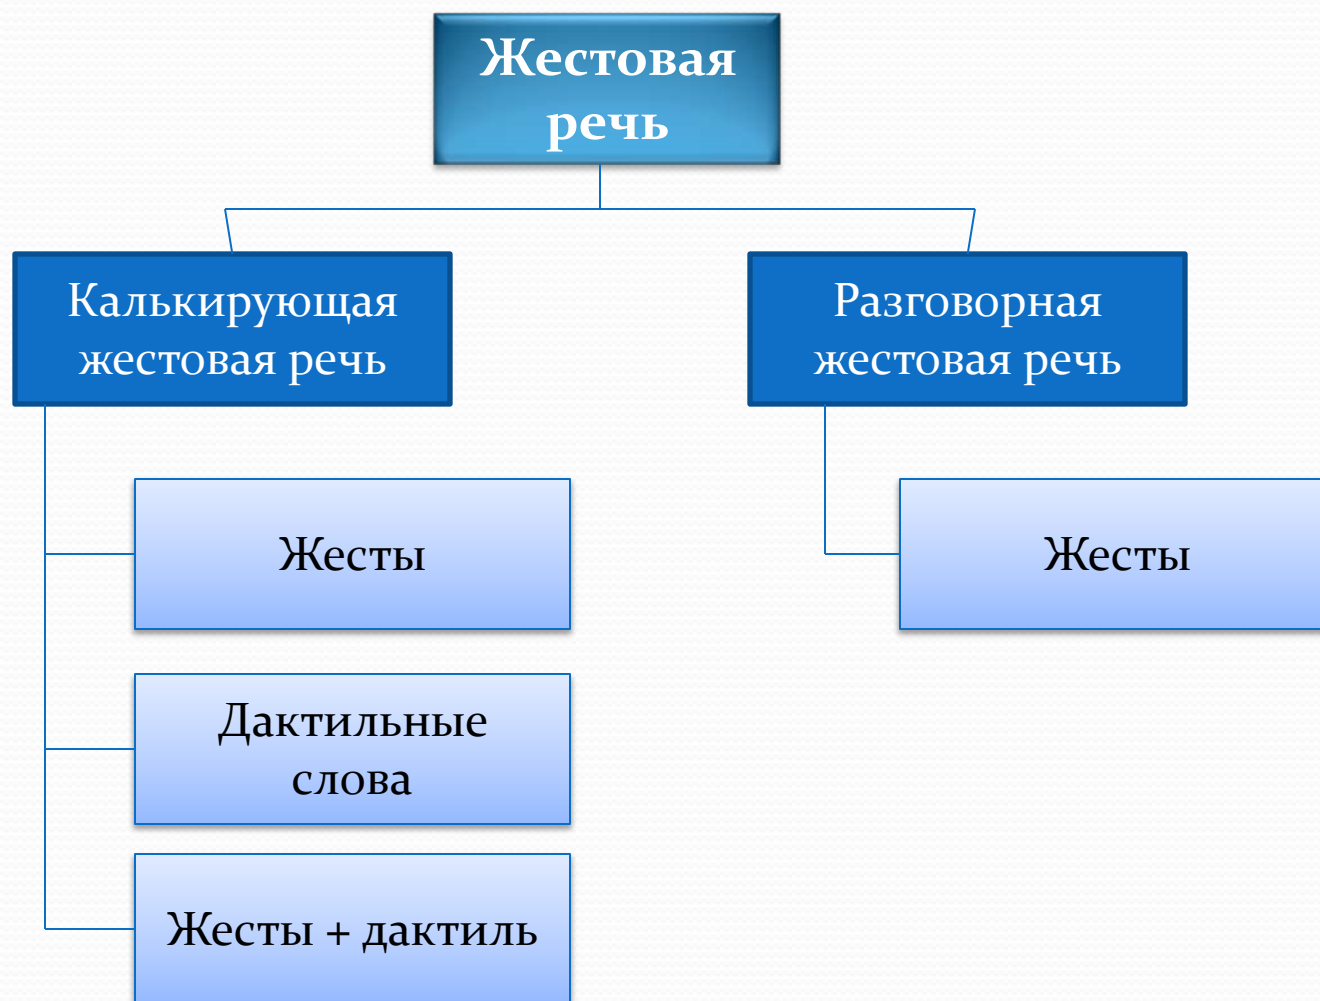 Жестовая
речь
Калькирующая
жестовая речь
Разговорная
жестовая речь
Жесты
Жесты
Дактильные
слова
Жесты + дактиль